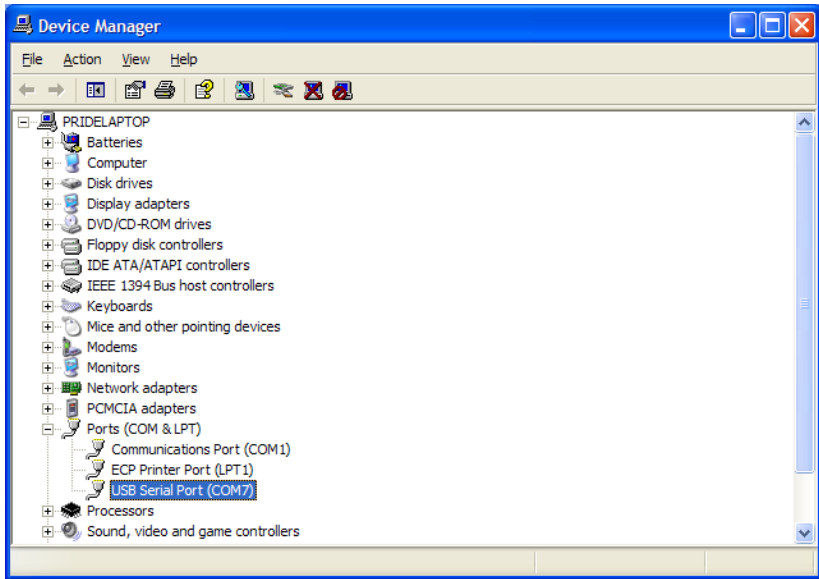 Device Manager
File Action View Help
PRIDELAPTOP
Batteries
Computer
Disk drives
Display adapters
DVD/CD-ROM drives
Floppy disk controllers
IDE ATA/ATAPI controllers
IEEE 1394 Bus host controllers
Keyboards
Mice and other pointing devices
Modems
Monitors
Network adapters
PCMCIA adapters
Ports (COM & LPT)
Communications Port (COM1)
ECP Printer Port (LPT1)
USB Serial Port (COM7)
Processors
Sound, video and game controllers